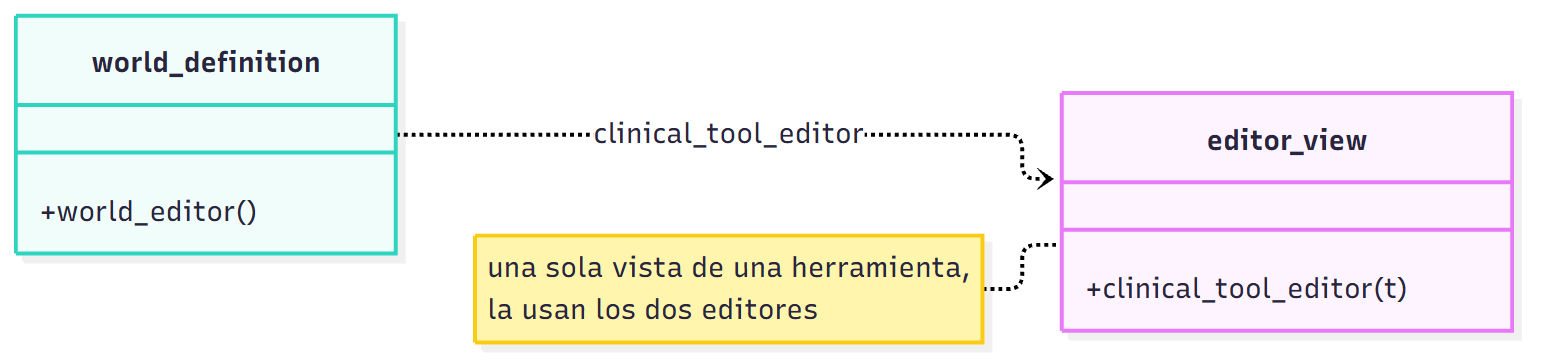 world_definition
+world_editor()
clinical_tool_editor
editor_view
+clinical_tool_editor(t)
una sola vista de una herramienta,
la usan los dos editores